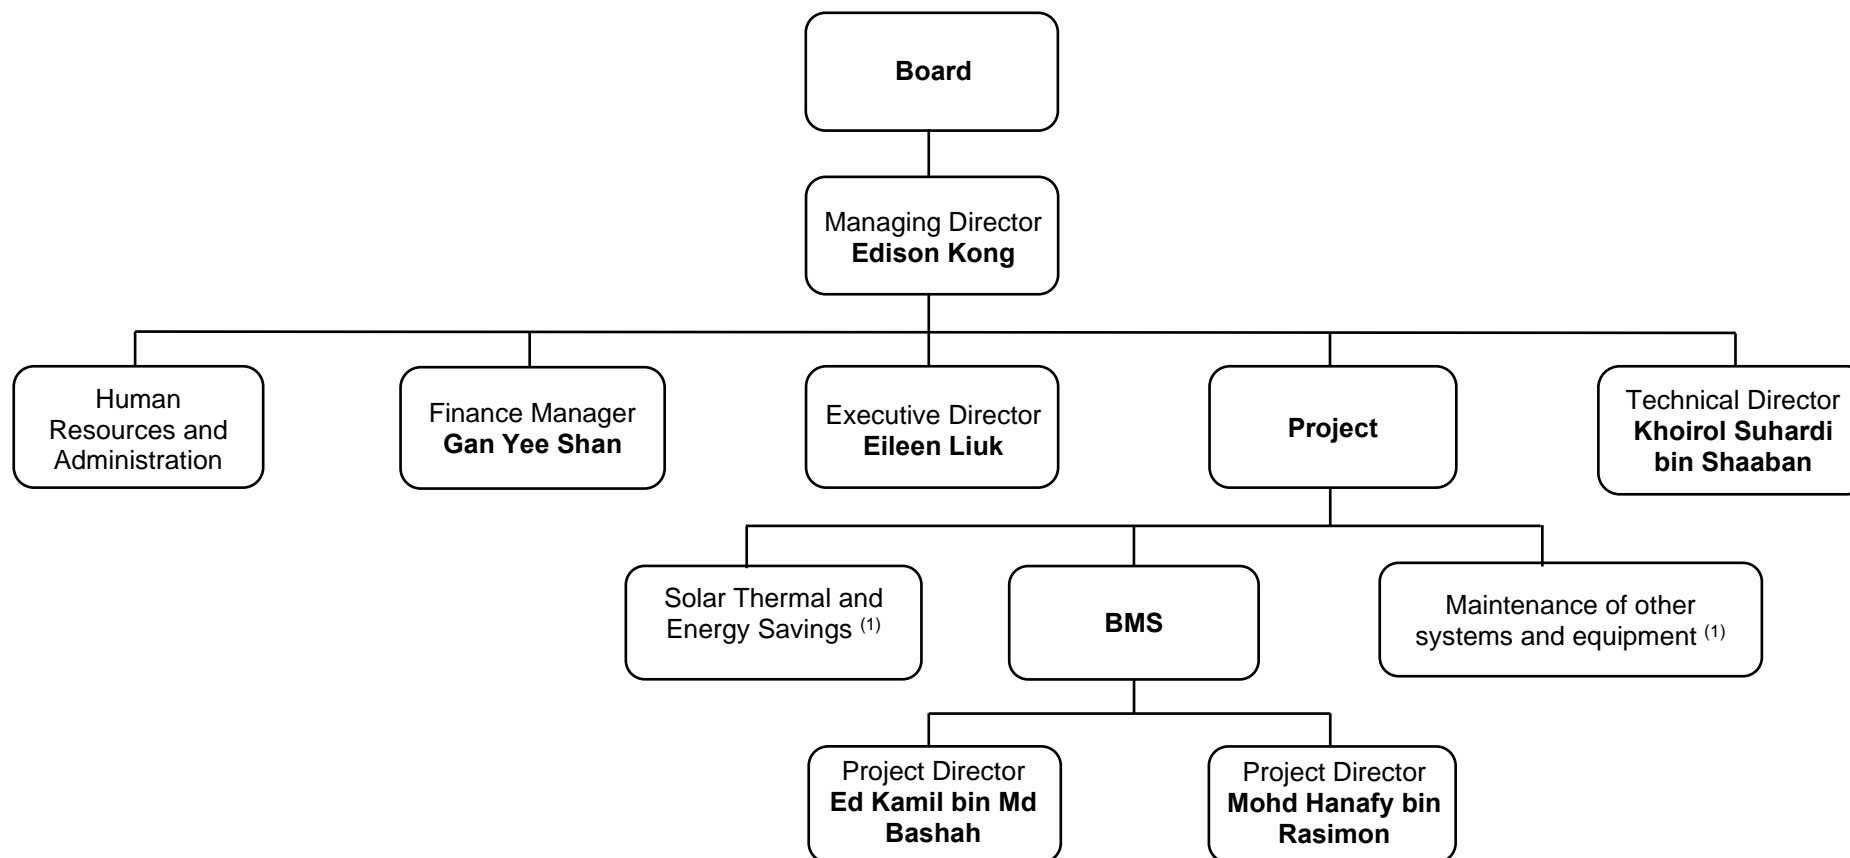 Board
Managing Director
Edison Kong
Human
Resources and
Administration
Finance Manager
Gan Yee Shan
Executive Director
Eileen Liuk
Project
Technical Director
Khoirol Suhardi
bin Shaaban
Solar Thermal and
Energy Savings (1)
BMS
Maintenance of other
systems and equipment (1)
Project Director
Ed Kamil bin Md
Bashah
Project Director
Mohd Hanafy bin
Rasimon